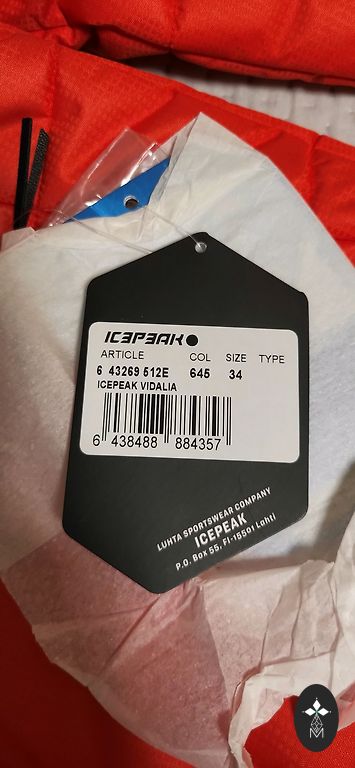 ICEPEAK
ARTICLE COL SIZE TYPE
6 43269 512E 645 34
ICEPEAK VIDALIA
6 438488 884357
LUHTA SPORTSWEAR COMPANY
ICEPEAK
P.O. Box 55, FI-15501 Lahti
M